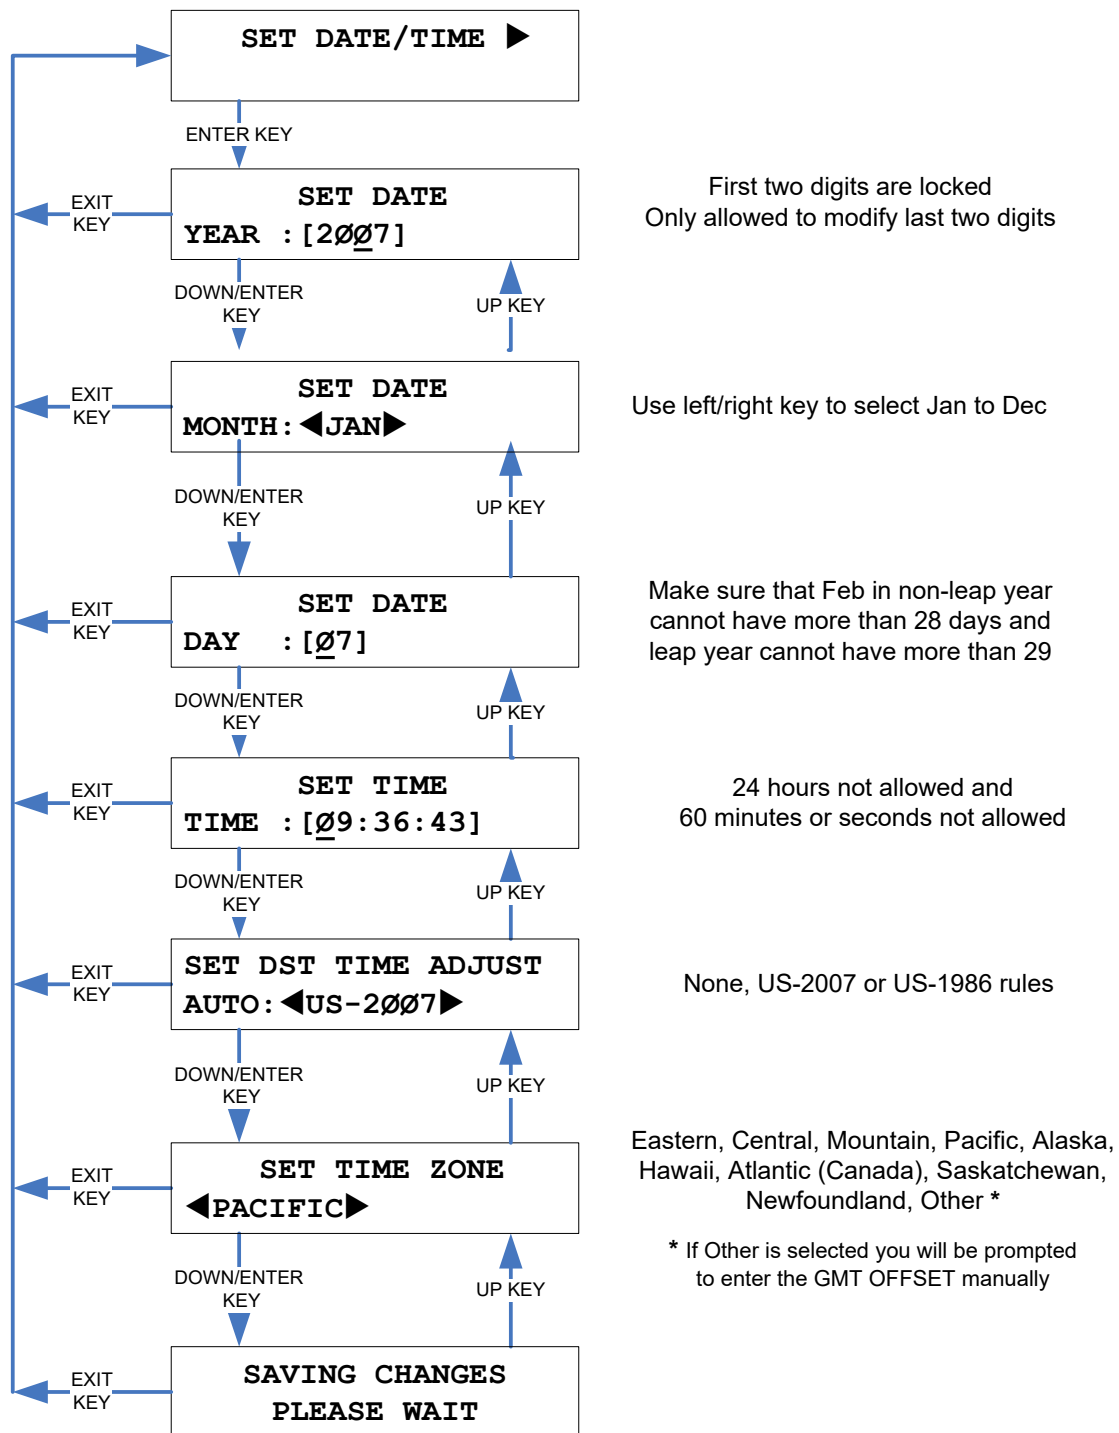 SET DATE/TIME ▶
ENTER KEY
SET DATE
YEAR :[2ØØ7]
EXIT
KEY
First two digits are locked
Only allowed to modify last two digits
DOWN/ENTER
KEY
UP KEY
SET DATE
MONTH:◀JAN▶
EXIT
KEY
Use left/right key to select Jan to Dec
DOWN/ENTER
KEY
UP KEY
SET DATE
DAY :[Ø7]
EXIT
KEY
Make sure that Feb in non-leap year
cannot have more than 28 days and
leap year cannot have more than 29
DOWN/ENTER
KEY
UP KEY
SET TIME
TIME :[Ø9:36:43]
EXIT
KEY
24 hours not allowed and
60 minutes or seconds not allowed
DOWN/ENTER
KEY
UP KEY
SET DST TIME ADJUST
AUTO:◀US-2ØØ7▶
EXIT
KEY
None, US-2007 or US-1986 rules
DOWN/ENTER
KEY
UP KEY
SET TIME ZONE
◀PACIFIC▶
EXIT
KEY
Eastern, Central, Mountain, Pacific, Alaska,
Hawaii, Atlantic (Canada), Saskatchewan,
Newfoundland, Other *
* If Other is selected you will be prompted
to enter the GMT OFFSET manually
DOWN/ENTER
KEY
UP KEY
SAVING CHANGES
PLEASE WAIT
EXIT
KEY